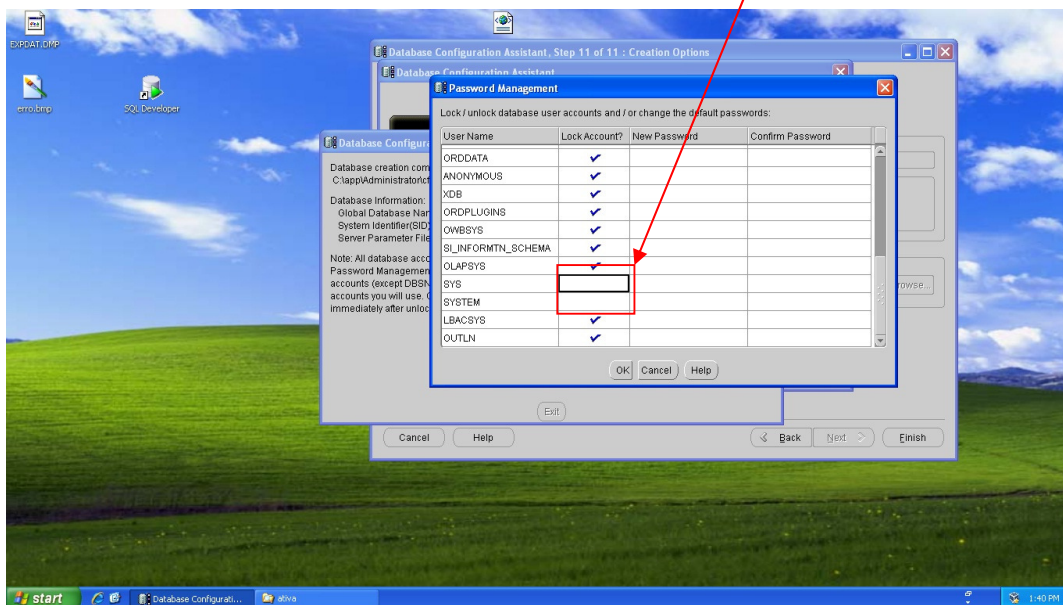 EXPDAT.DMP
erro.bmp
SQL Developer
Database Configuration Assistant, Step 11 of 11 : Creation Options
Database Configuration Assistant
Password Management
Lock / unlock database user accounts and / or change the default passwords:
User Name Lock Account? New Password Confirm Password
ORDDATA
ANONYMOUS
XDB
ORDPLUGINS
OWBSYS
SI_INFORMTN_SCHEMA
OLAPSYS
SYS
SYSTEM
LBACSYS
OUTLN
OK Cancel Help
Database Configura
Database creation com
C:\app\Administrator\cf
Database Information:
Global Database Nar
System Identifier(SID)
Server Parameter File
Note: All database acco
Password Managemen
accounts (except DBSN
accounts you will use.
immediately after unloc
rowse...
Exit
Cancel Help Back Next Finish
start Database Configurati... ativa 1:40 PM